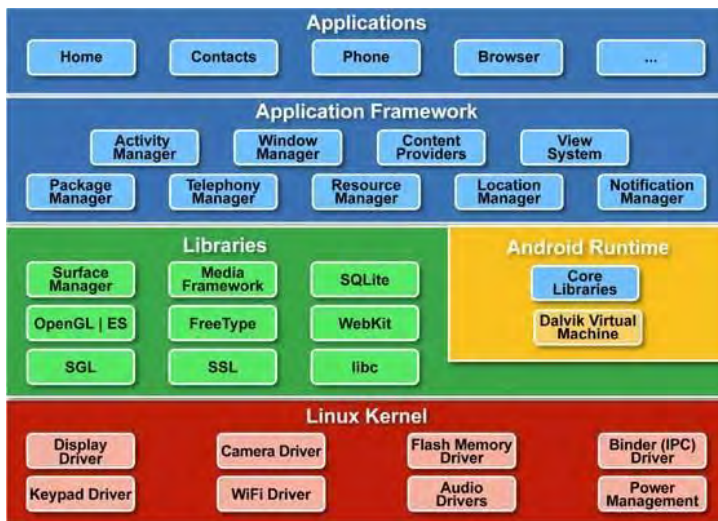 Applications
Home
Contacts
Phone
Browser
...
Application Framework
Activity
Manager
Window
Manager
Content
Providers
View
System
Package
Manager
Telephony
Manager
Resource
Manager
Location
Manager
Notification
Manager
Libraries
Surface
Manager
Media
Framework
SQLite
OpenGL | ES
FreeType
WebKit
SGL
SSL
libc
Android Runtime
Core
Libraries
Dalvik Virtual
Machine
Linux Kernel
Display
Driver
Camera Driver
Flash Memory
Driver
Binder (IPC)
Driver
Keypad Driver
WiFi Driver
Audio
Drivers
Power
Management